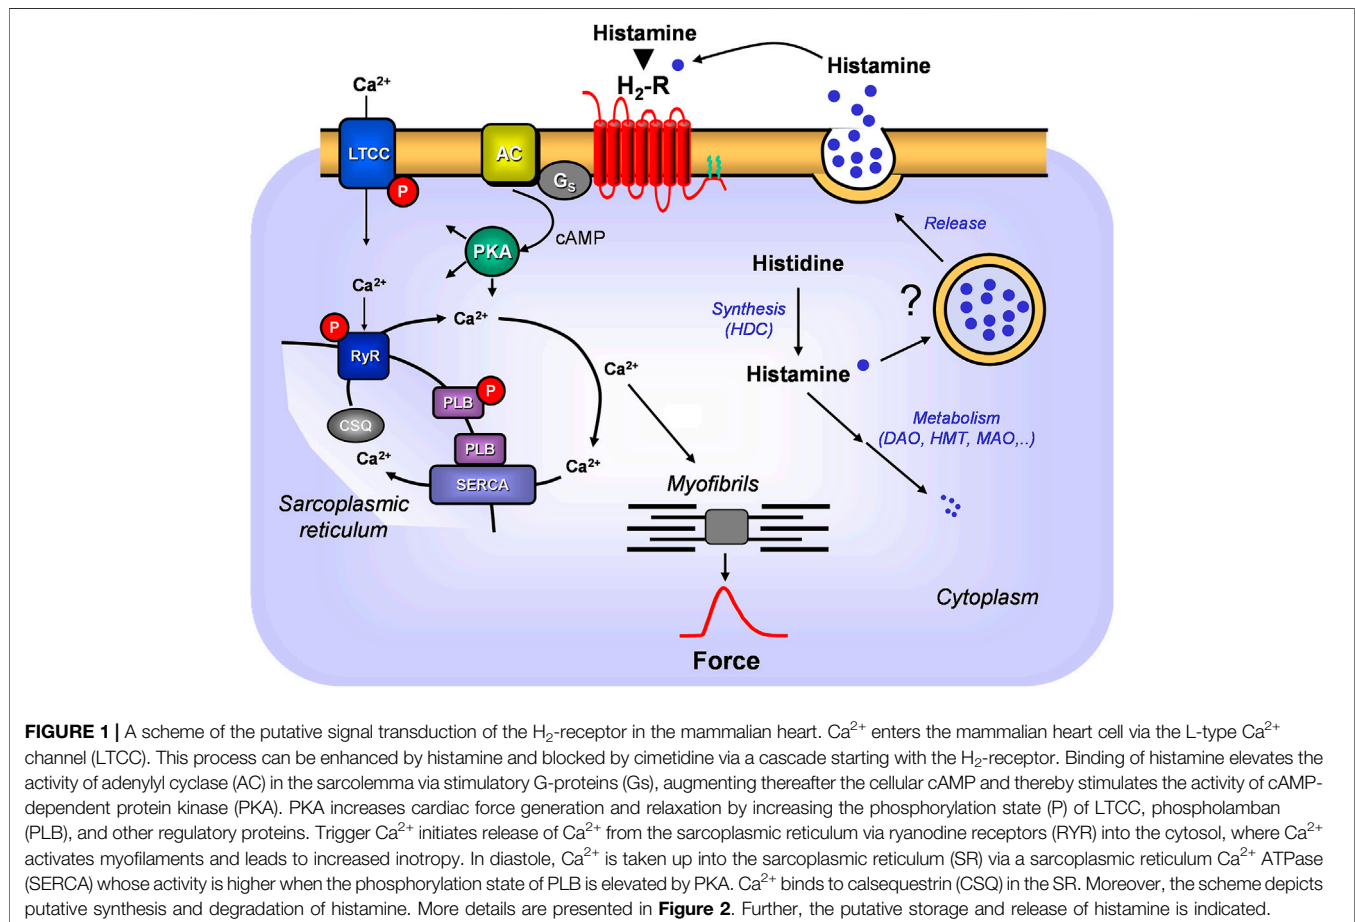 Histamine
H₂-R
Histamine
Ca²⁺
LTCC
P
AC
Gs
cAMP
PKA
Release
Histidine
Synthesis
(HDC)
?
Histamine
Metabolism
(DAO, HMT, MAO,..)
Ca²⁺
P
RyR
Ca²⁺
Ca²⁺
PLB
P
CSQ
PLB
Ca²⁺
SERCA
Ca²⁺
Sarcoplasmic
reticulum
Myofibrils
Cytoplasm
Force
FIGURE 1 | A scheme of the putative signal transduction of the H₂-receptor in the mammalian heart. Ca²⁺ enters the mammalian heart cell via the L-type Ca²⁺
channel (LTCC). This process can be enhanced by histamine and blocked by cimetidine via a cascade starting with the H₂-receptor. Binding of histamine elevates the
activity of adenylyl cyclase (AC) in the sarcolemma via stimulatory G-proteins (Gs), augmenting thereafter the cellular cAMP and thereby stimulates the activity of cAMP-
dependent protein kinase (PKA). PKA increases cardiac force generation and relaxation by increasing the phosphorylation state (P) of LTCC, phospholamban
(PLB), and other regulatory proteins. Trigger Ca²⁺ initiates release of Ca²⁺ from the sarcoplasmic reticulum via ryanodine receptors (RYR) into the cytosol, where Ca²⁺
activates myofilaments and leads to increased inotropy. In diastole, Ca²⁺ is taken up into the sarcoplasmic reticulum (SR) via a sarcoplasmic reticulum Ca²⁺ ATPase
(SERCA) whose activity is higher when the phosphorylation state of PLB is elevated by PKA. Ca²⁺ binds to calsequestrin (CSQ) in the SR. Moreover, the scheme depicts
putative synthesis and degradation of histamine. More details are presented in Figure 2. Further, the putative storage and release of histamine is indicated.